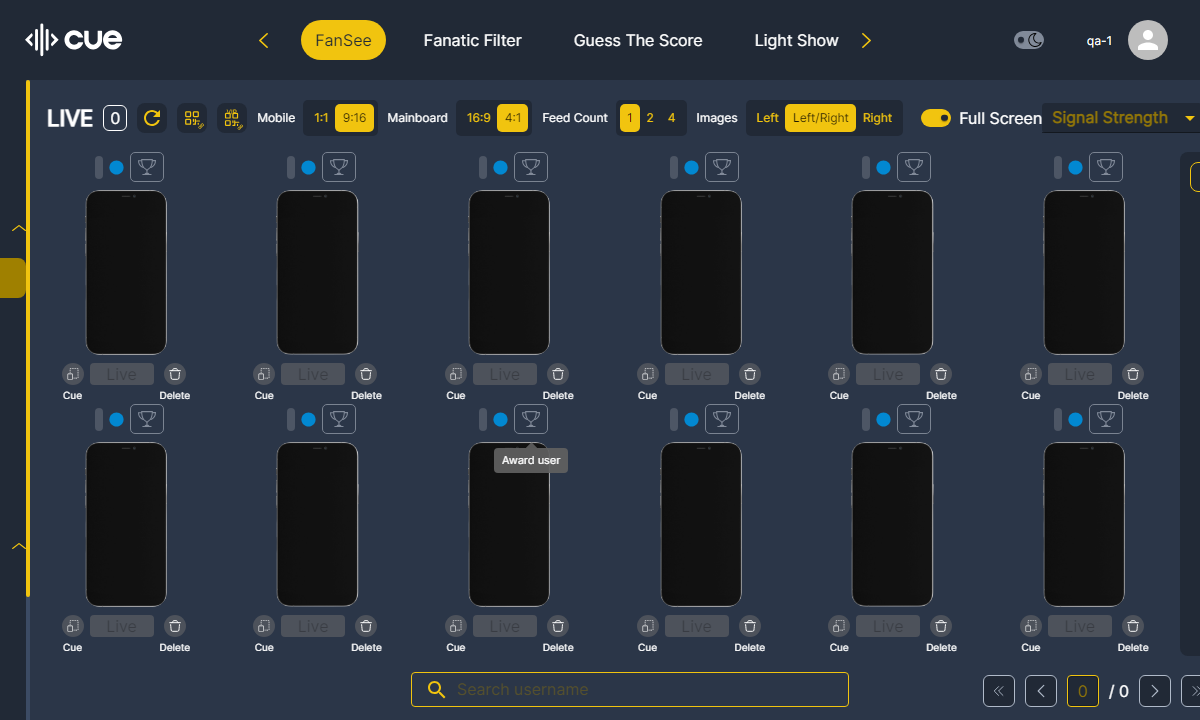 cue
FanSee
Fanatic Filter
Guess The Score
Light Show
qa-1
LIVE 0
Mobile 1:1 9:16
Mainboard 16:9 4:1
Feed Count 1 2 4
Images Left Left/Right Right
Full Screen
Signal Strength
Live Live Live Live Live Live
Cue Delete Cue Delete Cue Delete Cue Delete Cue Delete Cue Delete
Award user
Live Live Live Live Live Live
Cue Delete Cue Delete Cue Delete Cue Delete Cue Delete Cue Delete
Search username
0 / 0